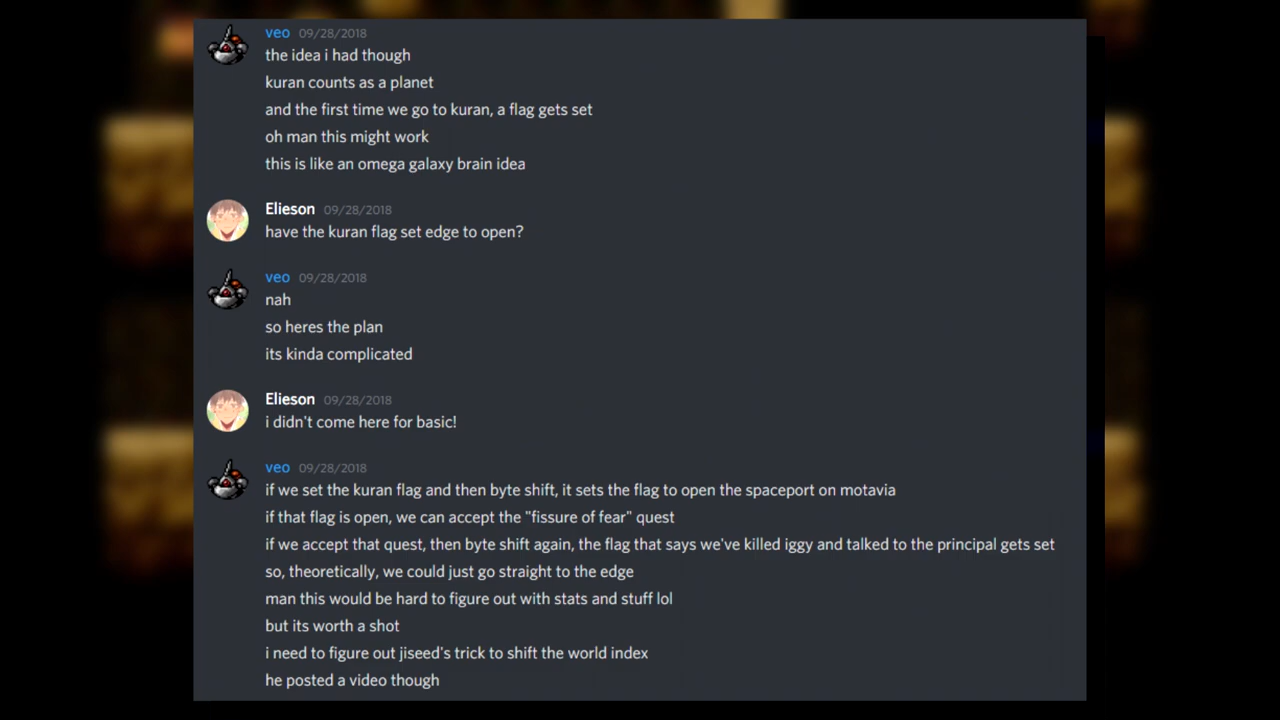 veo 09/28/2018
the idea i had though
kuran counts as a planet
and the first time we go to kuran, a flag gets set
oh man this might work
this is like an omega galaxy brain idea
Elieson 09/28/2018
have the kuran flag set edge to open?
veo 09/28/2018
nah
so heres the plan
its kinda complicated
Elieson 09/28/2018
i didn't come here for basic!
veo 09/28/2018
if we set the kuran flag and then byte shift, it sets the flag to open the spaceport on motavia
if that flag is open, we can accept the "fissure of fear" quest
if we accept that quest, then byte shift again, the flag that says we've killed iggy and talked to the principal gets set
so, theoretically, we could just go straight to the edge
man this would be hard to figure out with stats and stuff lol
but its worth a shot
i need to figure out jiseed's trick to shift the world index
he posted a video though